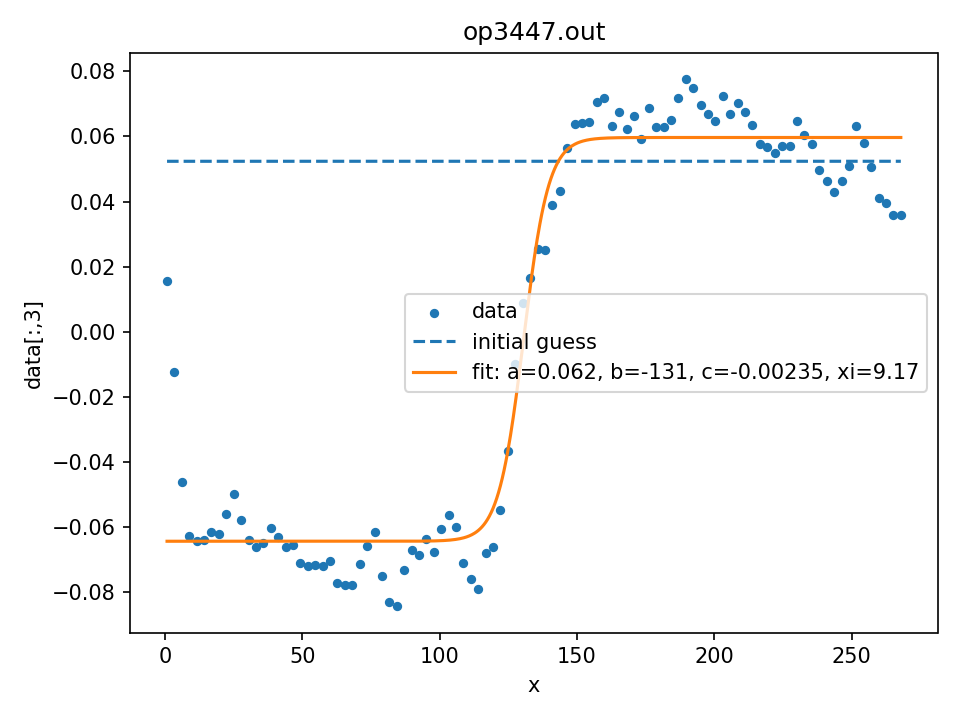 op3447.out
0.08
0.06
0.04
0.02
0.00
−0.02
−0.04
−0.06
−0.08
data[:,3]
data
initial guess
fit: a=0.062, b=-131, c=-0.00235, xi=9.17
0 50 100 150 200 250
x